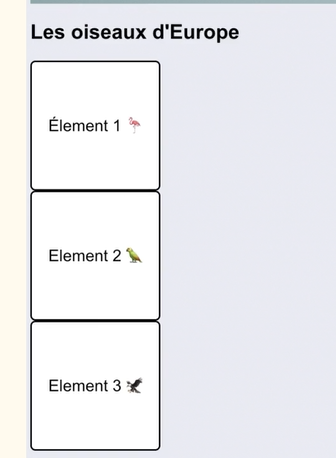 Les oiseaux d'Europe
Élement 1 🦩
Element 2 🦜
Element 3 🦅